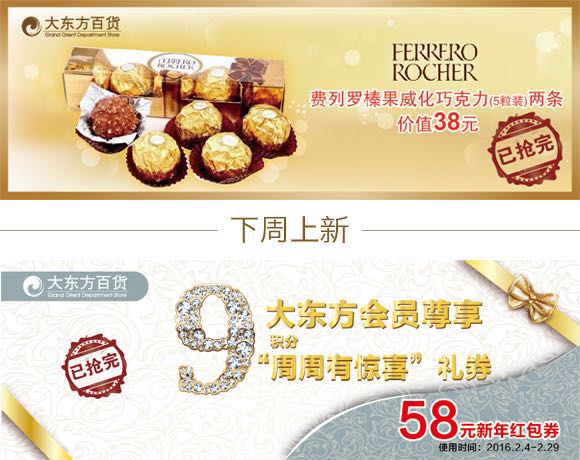 大东方百货
Grand Orient Department Store
FERRERO
ROCHER
费列罗榛果威化巧克力(5粒装)两条
价值38元
已抢完
下周上新
大东方百货
Grand Orient Department Store
9
积分
大东方会员尊享
“周周有惊喜”礼券
已抢完
58元新年红包券
使用时间：2016.2.4-2.29